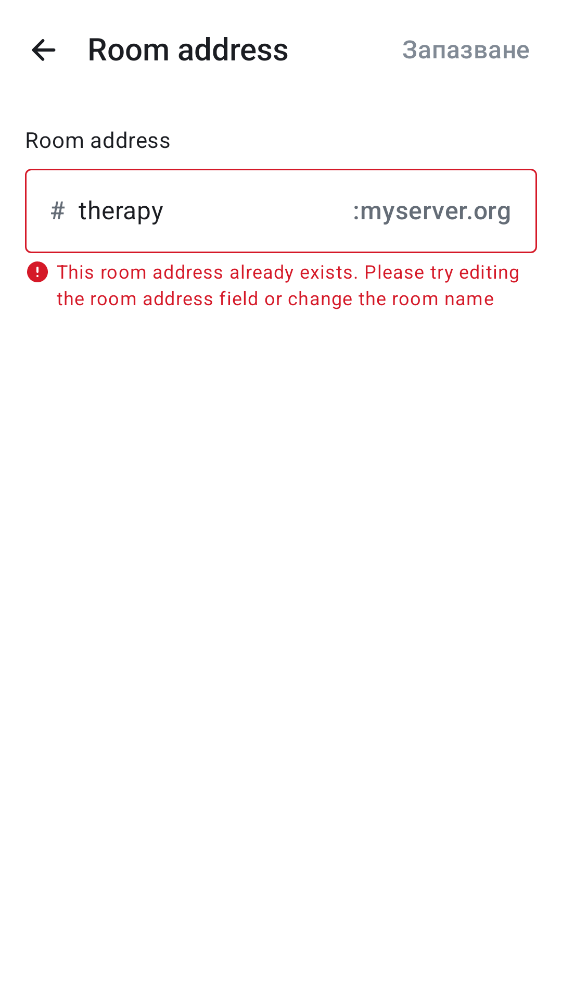 Room address
Запазване
Room address
# therapy :myserver.org
This room address already exists. Please try editing
the room address field or change the room name